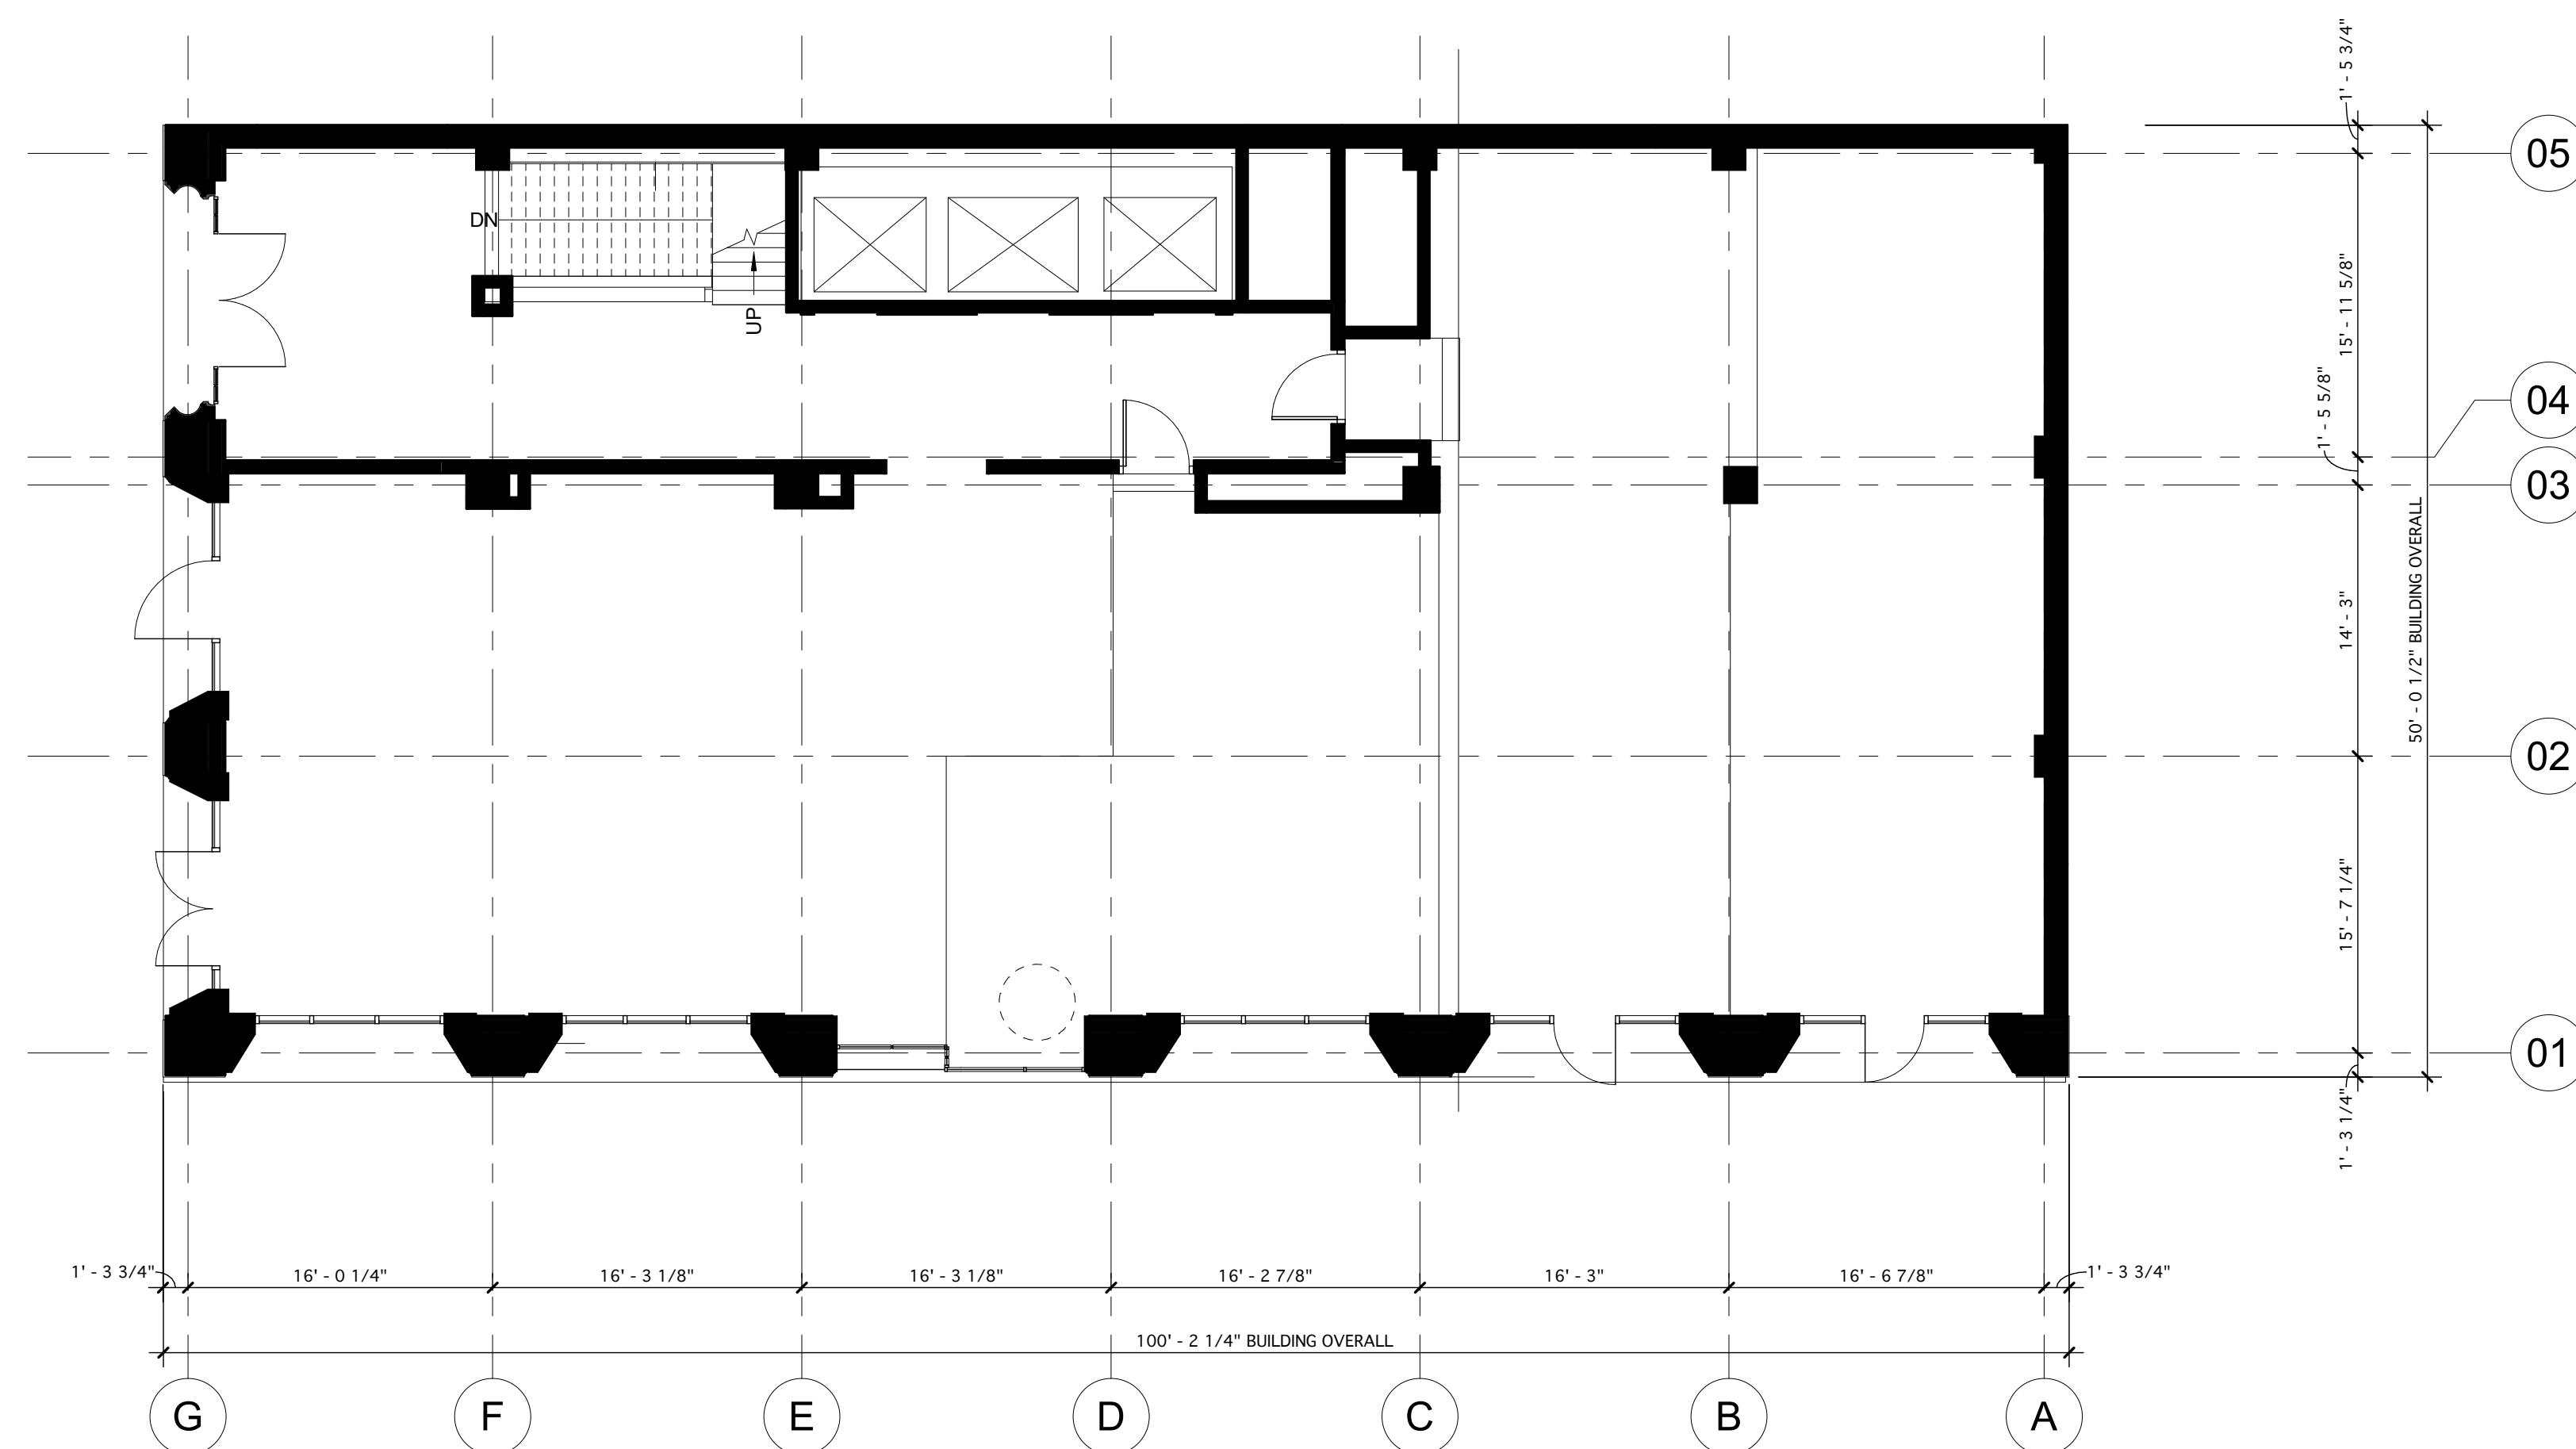 1' - 5 3/4"
05
DN
UP
15' - 11 5/8"
1' - 5 5/8"
04
03
14' - 3"
50' - 0 1/2" BUILDING OVERALL
02
15' - 7 1/4"
01
1' - 3 1/4"
1' - 3 3/4"
16' - 0 1/4"
16' - 3 1/8"
16' - 3 1/8"
16' - 2 7/8"
16' - 3"
16' - 6 7/8"
1' - 3 3/4"
100' - 2 1/4" BUILDING OVERALL
G
F
E
D
C
B
A